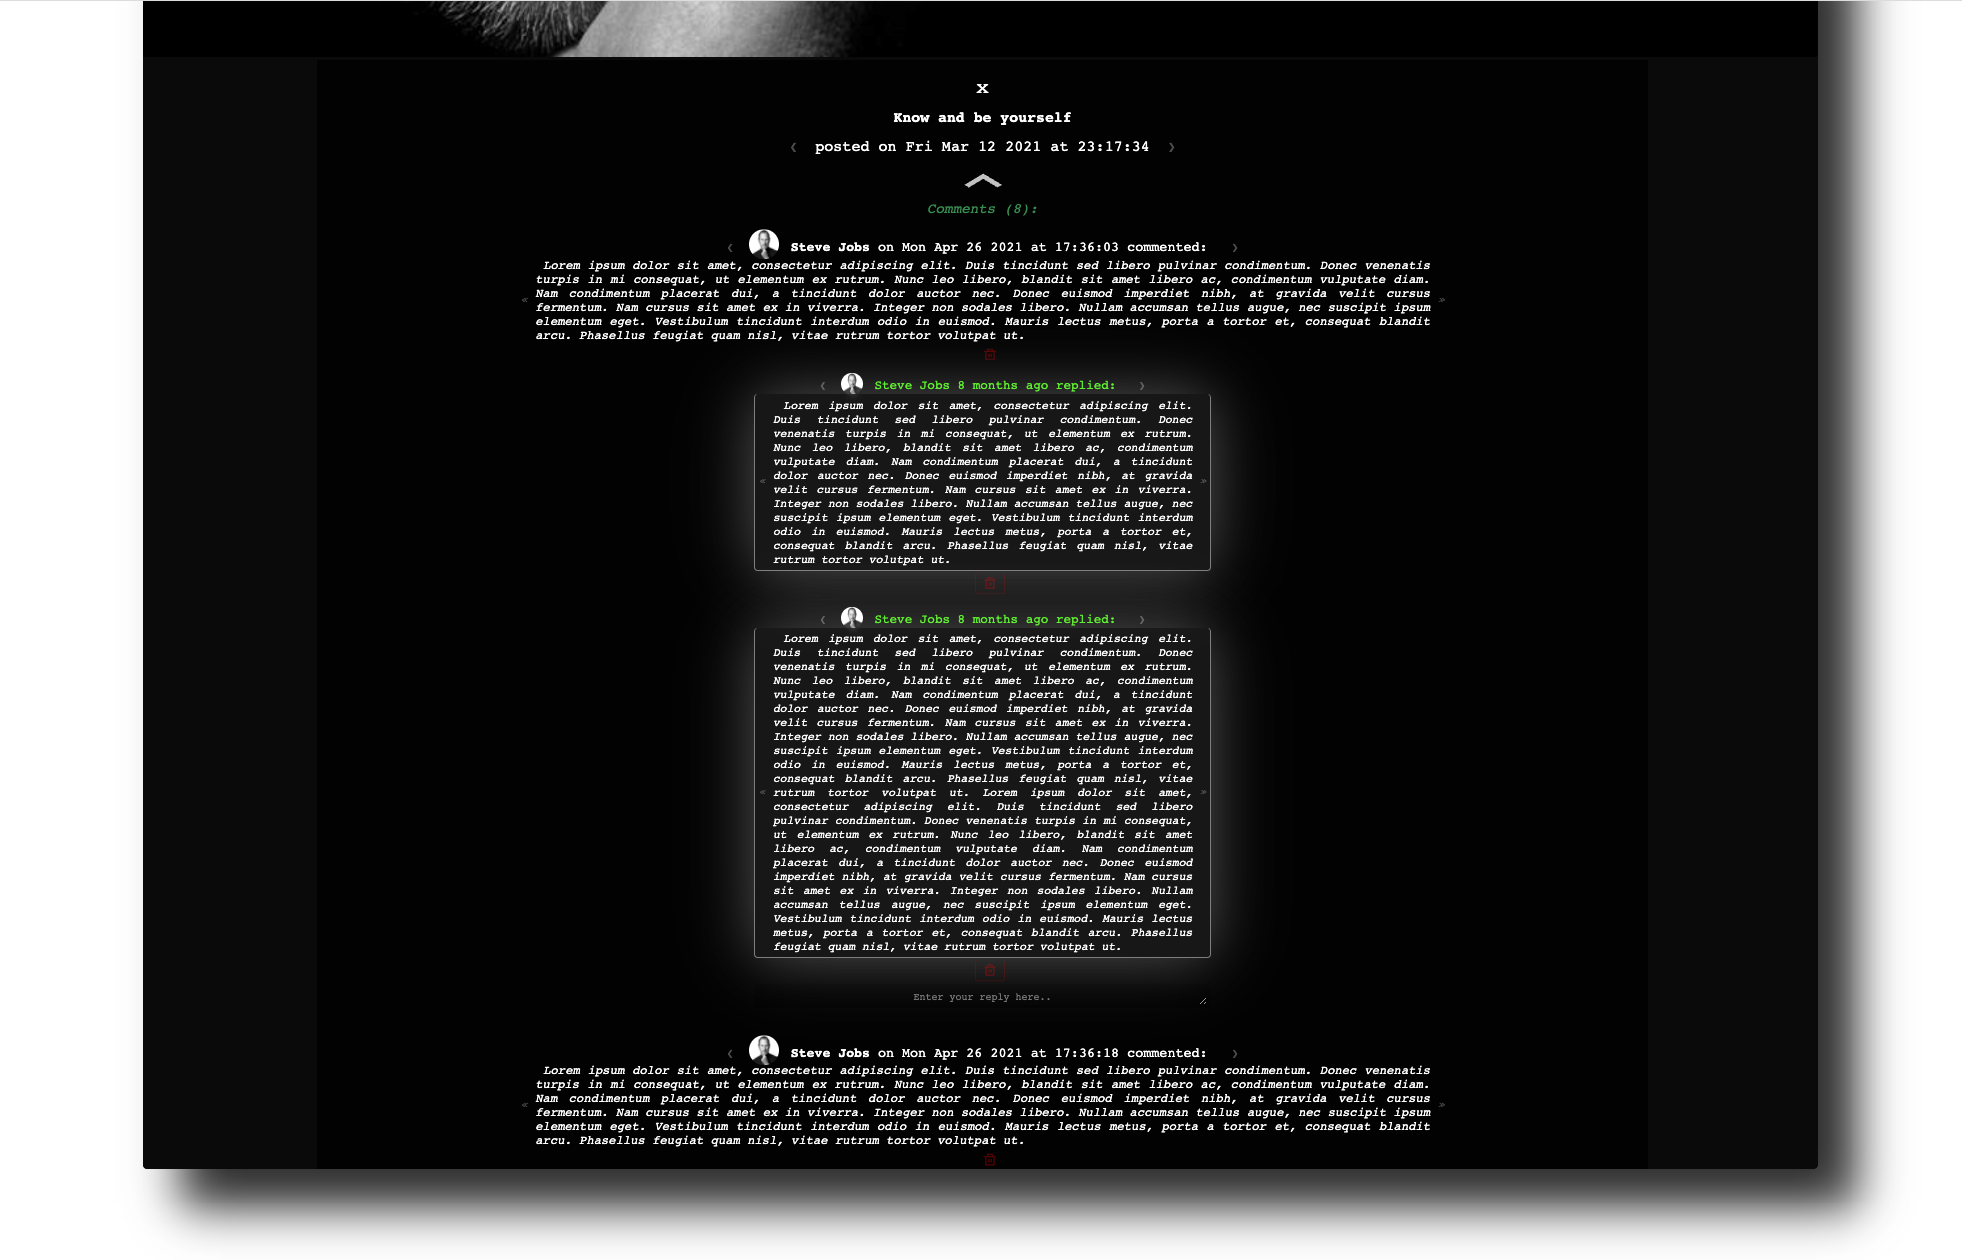 x
Know and be yourself
❮ posted on Fri Mar 12 2021 at 23:17:34 ❯
Comments (8):
❮ Steve Jobs on Mon Apr 26 2021 at 17:36:03 commented: ❯
Lorem ipsum dolor sit amet, consectetur adipiscing elit. Duis tincidunt sed libero pulvinar condimentum. Donec venenatis
turpis in mi consequat, ut elementum ex rutrum. Nunc leo libero, blandit sit amet libero ac, condimentum vulputate diam.
Nam condimentum placerat dui, a tincidunt dolor auctor nec. Donec euismod imperdiet nibh, at gravida velit cursus
« fermentum. Nam cursus sit amet ex in viverra. Integer non sodales libero. Nullam accumsan tellus augue, nec suscipit ipsum »
elementum eget. Vestibulum tincidunt interdum odio in euismod. Mauris lectus metus, porta a tortor et, consequat blandit
arcu. Phasellus feugiat quam nisl, vitae rutrum tortor volutpat ut.
❮ Steve Jobs 8 months ago replied: ❯
Lorem ipsum dolor sit amet, consectetur adipiscing elit.
Duis tincidunt sed libero pulvinar condimentum. Donec
venenatis turpis in mi consequat, ut elementum ex rutrum.
Nunc leo libero, blandit sit amet libero ac, condimentum
vulputate diam. Nam condimentum placerat dui, a tincidunt
« dolor auctor nec. Donec euismod imperdiet nibh, at gravida »
velit cursus fermentum. Nam cursus sit amet ex in viverra.
Integer non sodales libero. Nullam accumsan tellus augue, nec
suscipit ipsum elementum eget. Vestibulum tincidunt interdum
odio in euismod. Mauris lectus metus, porta a tortor et,
consequat blandit arcu. Phasellus feugiat quam nisl, vitae
rutrum tortor volutpat ut.
❮ Steve Jobs 8 months ago replied: ❯
Lorem ipsum dolor sit amet, consectetur adipiscing elit.
Duis tincidunt sed libero pulvinar condimentum. Donec
venenatis turpis in mi consequat, ut elementum ex rutrum.
Nunc leo libero, blandit sit amet libero ac, condimentum
vulputate diam. Nam condimentum placerat dui, a tincidunt
dolor auctor nec. Donec euismod imperdiet nibh, at gravida
velit cursus fermentum. Nam cursus sit amet ex in viverra.
Integer non sodales libero. Nullam accumsan tellus augue, nec
suscipit ipsum elementum eget. Vestibulum tincidunt interdum
odio in euismod. Mauris lectus metus, porta a tortor et,
consequat blandit arcu. Phasellus feugiat quam nisl, vitae
« rutrum tortor volutpat ut. Lorem ipsum dolor sit amet, »
consectetur adipiscing elit. Duis tincidunt sed libero
pulvinar condimentum. Donec venenatis turpis in mi consequat,
ut elementum ex rutrum. Nunc leo libero, blandit sit amet
libero ac, condimentum vulputate diam. Nam condimentum
placerat dui, a tincidunt dolor auctor nec. Donec euismod
imperdiet nibh, at gravida velit cursus fermentum. Nam cursus
sit amet ex in viverra. Integer non sodales libero. Nullam
accumsan tellus augue, nec suscipit ipsum elementum eget.
Vestibulum tincidunt interdum odio in euismod. Mauris lectus
metus, porta a tortor et, consequat blandit arcu. Phasellus
feugiat quam nisl, vitae rutrum tortor volutpat ut.
Enter your reply here..
❮ Steve Jobs on Mon Apr 26 2021 at 17:36:18 commented: ❯
Lorem ipsum dolor sit amet, consectetur adipiscing elit. Duis tincidunt sed libero pulvinar condimentum. Donec venenatis
turpis in mi consequat, ut elementum ex rutrum. Nunc leo libero, blandit sit amet libero ac, condimentum vulputate diam.
Nam condimentum placerat dui, a tincidunt dolor auctor nec. Donec euismod imperdiet nibh, at gravida velit cursus
« fermentum. Nam cursus sit amet ex in viverra. Integer non sodales libero. Nullam accumsan tellus augue, nec suscipit ipsum »
elementum eget. Vestibulum tincidunt interdum odio in euismod. Mauris lectus metus, porta a tortor et, consequat blandit
arcu. Phasellus feugiat quam nisl, vitae rutrum tortor volutpat ut.